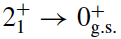 2₁⁺ → 0⁺g.s.